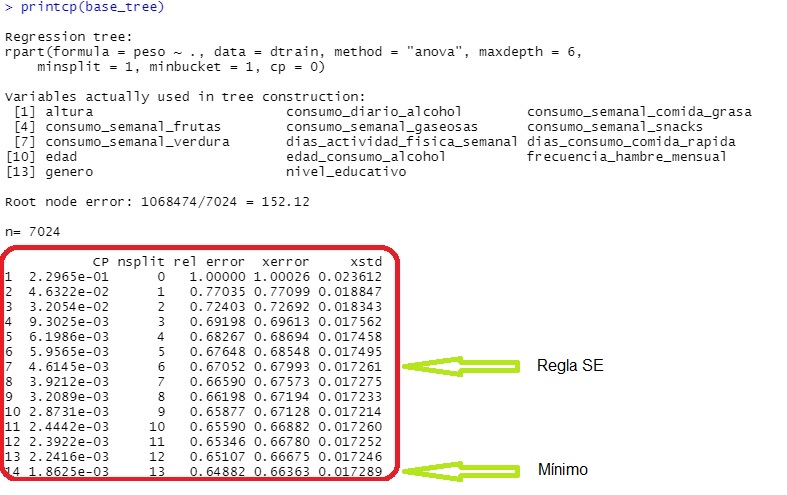 > printcp(base_tree)
Regression tree:
rpart(formula = peso ~ ., data = dtrain, method = "anova", maxdepth = 6,
    minsplit = 1, minbucket = 1, cp = 0)
Variables actually used in tree construction:
 [1] altura                        consumo_diario_alcohol        consumo_semanal_comida_grasa
 [4] consumo_semanal_frutas        consumo_semanal_gaseosas      consumo_semanal_snacks
 [7] consumo_semanal_verdura       dias_actividad_fisica_semanal dias_consumo_comida_rapida
[10] edad                          edad_consumo_alcohol          frecuencia_hambre_mensual
[13] genero                        nivel_educativo
Root node error: 1068474/7024 = 152.12
n= 7024
           CP nsplit rel error  xerror     xstd
1  2.2965e-01      0   1.00000 1.00026 0.023612
2  4.6322e-02      1   0.77035 0.77099 0.018847
3  3.2054e-02      2   0.72403 0.72692 0.018343
4  9.3025e-03      3   0.69198 0.69613 0.017562
5  6.1986e-03      4   0.68267 0.68694 0.017458
6  5.9565e-03      5   0.67648 0.68548 0.017495
7  4.6145e-03      6   0.67052 0.67993 0.017261 Regla SE
8  3.9212e-03      7   0.66590 0.67573 0.017275
9  3.2089e-03      8   0.66198 0.67194 0.017233
10 2.8731e-03      9   0.65877 0.67128 0.017214
11 2.4442e-03     10   0.65590 0.66882 0.017260
12 2.3922e-03     11   0.65346 0.66780 0.017252
13 2.2416e-03     12   0.65107 0.66675 0.017246
14 1.8625e-03     13   0.64882 0.66363 0.017289 Mínimo